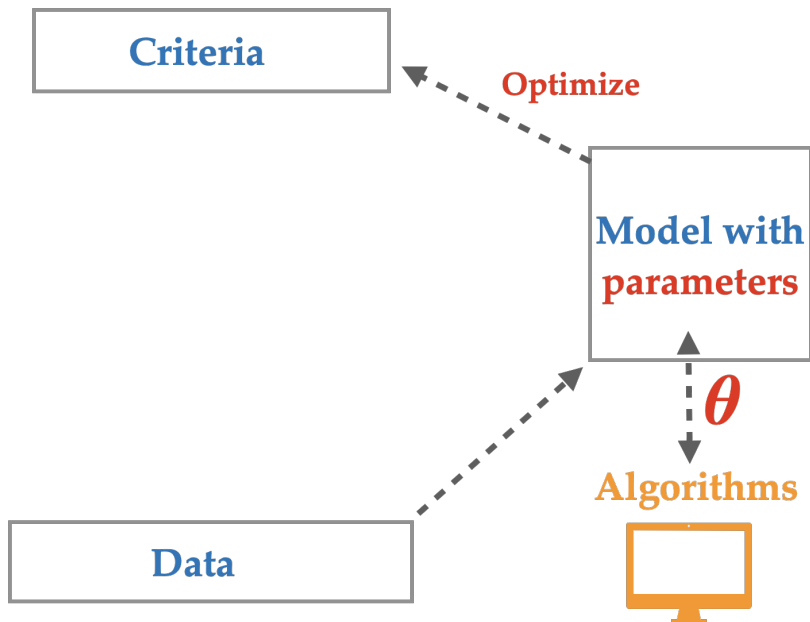 Criteria
Optimize
Model with
parameters
θ
Algorithms
Data